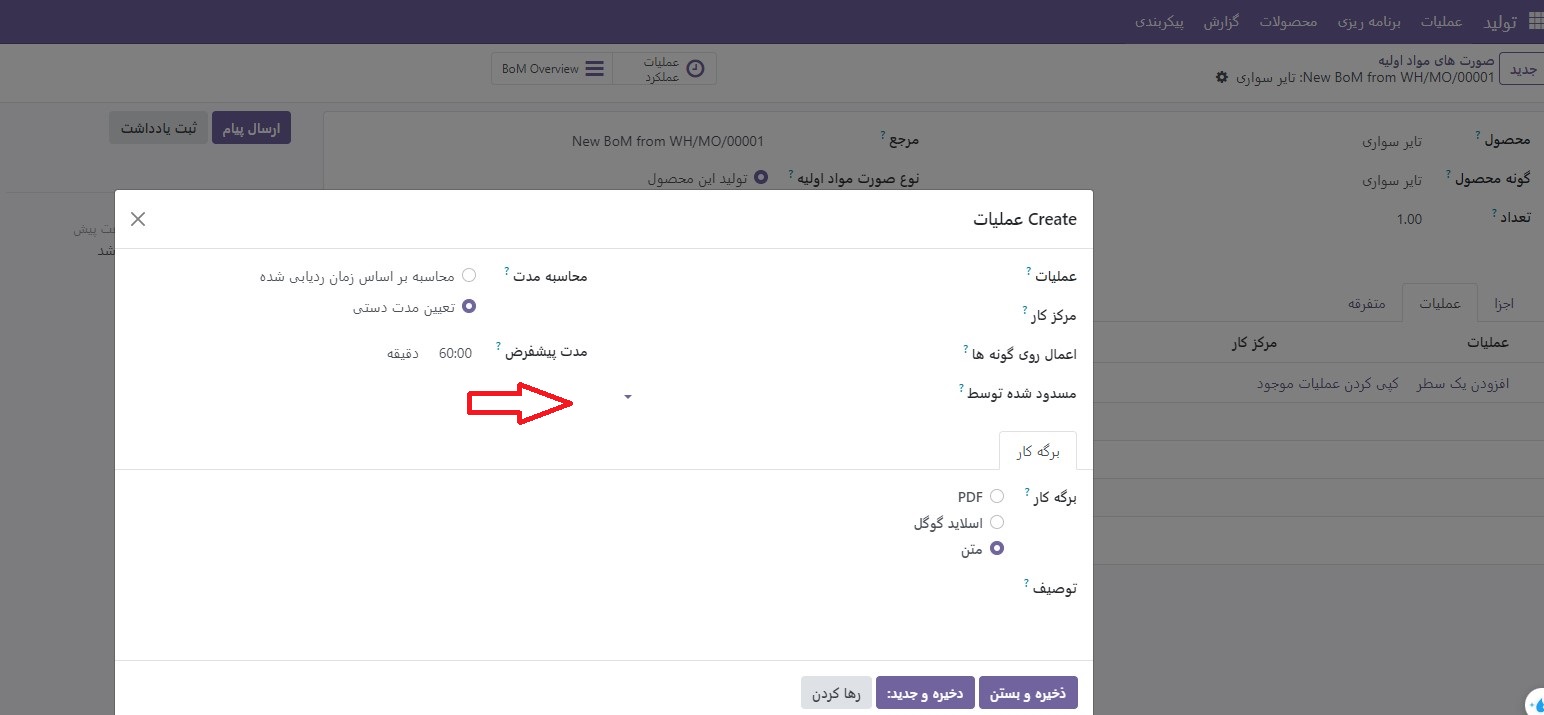 تولید عملیات برنامه ریزی محصولات گزارش پیکربندی
جدید
صورت های مواد اولیه
New BoM from WH/MO/00001: تایر سواری
عملیات
عملکرد
BoM Overview
ارسال پیام
ثبت یادداشت
محصول ?
تایر سواری
گونه محصول ?
تایر سواری
تعداد ?
1.00
مرجع ?
New BoM from WH/MO/00001
نوع صورت مواد اولیه ?
تولید این محصول
اجزا عملیات متفرقه
عملیات
مرکز کار
افزودن یک سطر
کپی کردن عملیات موجود
Create عملیات
عملیات ?
مرکز کار ?
اعمال روی گونه ها ?
مسدود شده توسط ?
محاسبه مدت ?
محاسبه بر اساس زمان ردیابی شده
تعیین مدت دستی
مدت پیشفرض ?
60:00 دقیقه
برگه کار
برگه کار ?
PDF
اسلاید گوگل
متن
توصیف ?
ذخیره و بستن
دخیره و جدید:
رها کردن